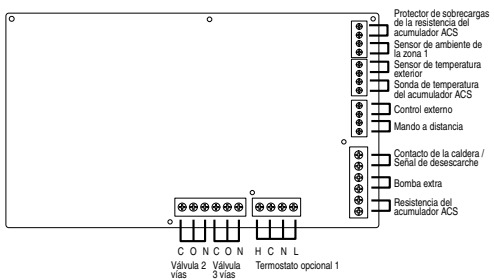 Protector de sobrecargas
de la resistencia del
acumulador ACS
Sensor de ambiente de
la zona 1
Sensor de temperatura
exterior
Sonda de temperatura
del acumulador ACS
Control externo
Mando a distancia
Contacto de la caldera /
Señal de desescarche
Bomba extra
Resistencia del
acumulador ACS
C O N C O N H C N L
Válvula 2 vías
Válvula 3 vías
Termostato opcional 1